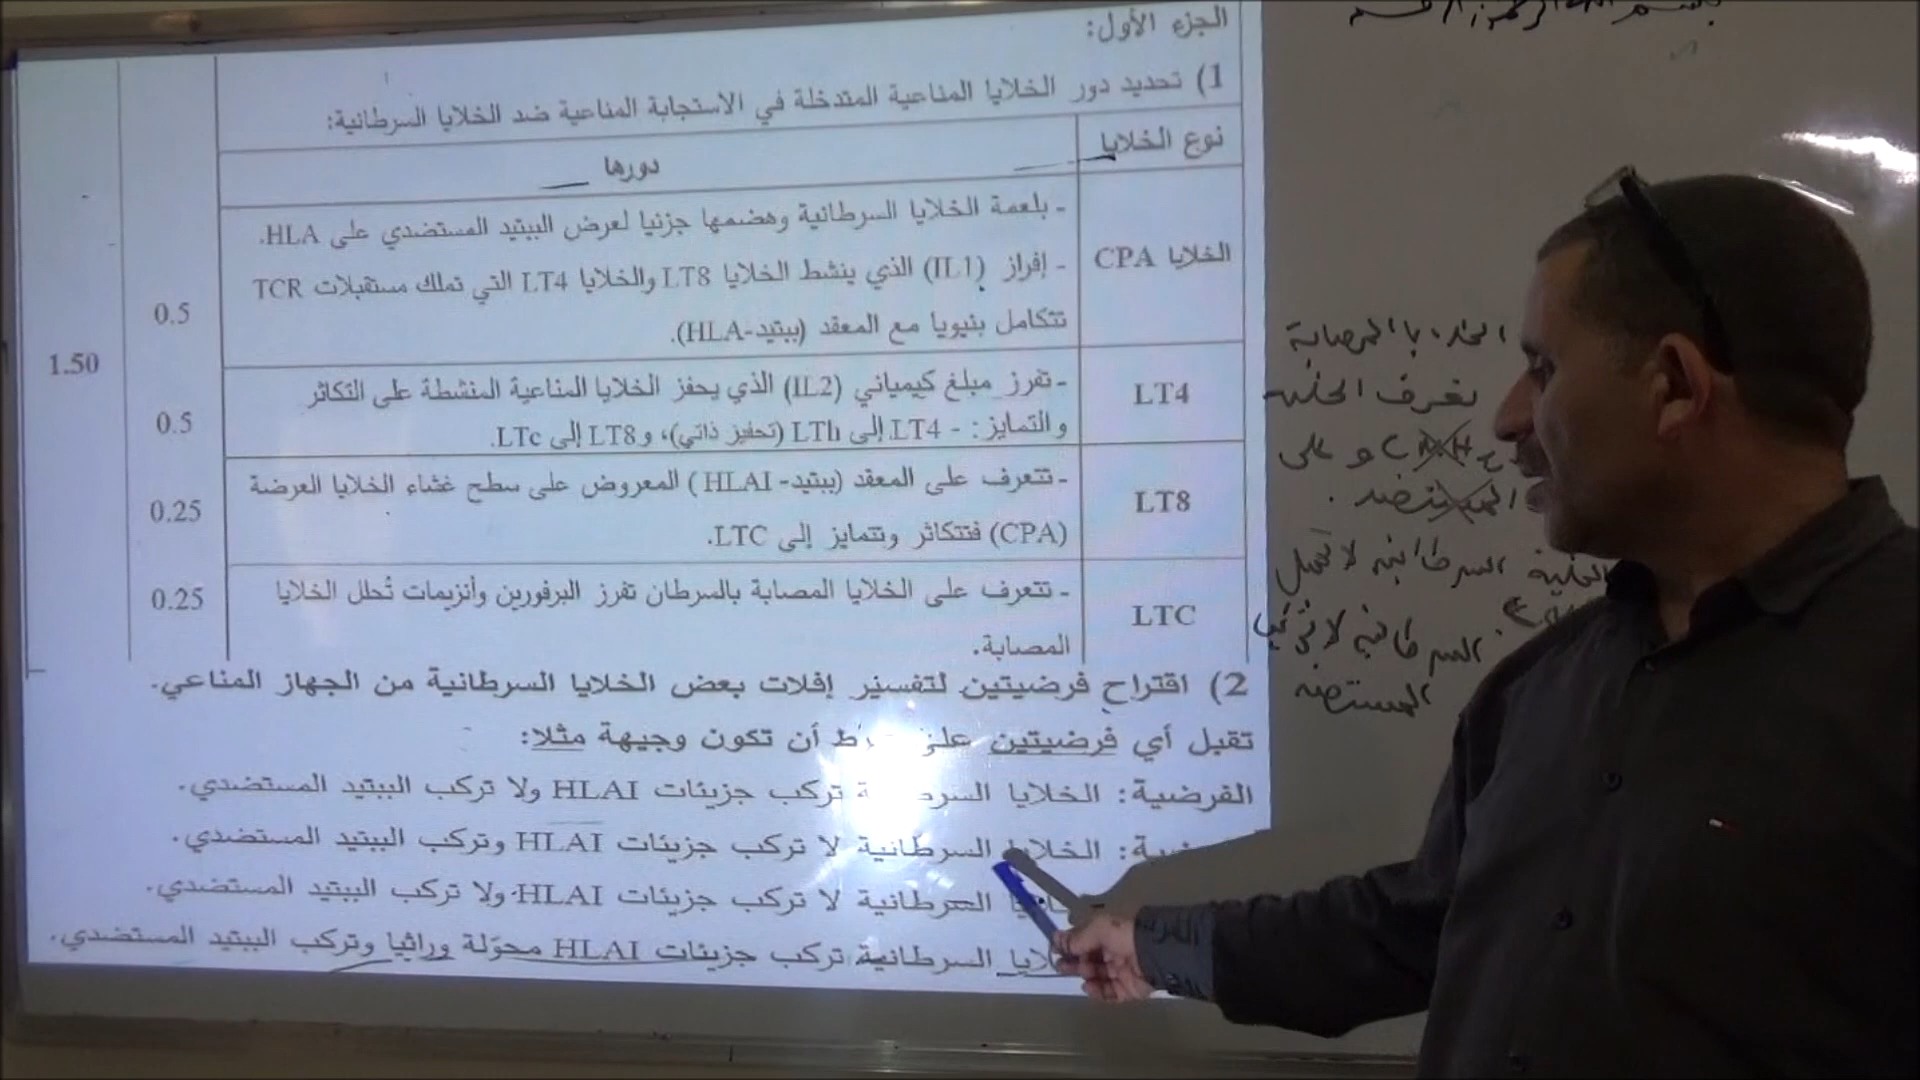 الجزء الأول:
1) تحديد دور الخلايا المناعية المتدخلة في الاستجابة المناعية ضد الخلايا السرطانية:
نوع الخلايا
دورها
الخلايا CPA
- بلعمة الخلايا السرطانية وهضمها جزئيا لعرض الببتيد المستضدي على HLA.
- إفراز (IL1) الذي ينشط الخلايا LT8 والخلايا LT4 التي تملك مستقبلات TCR
تتكامل بنيويا مع المعقد (ببتيد-HLA).
0.5
1.50
LT4
- تفرز مبلغ كيميائي (IL2) الذي يحفز الخلايا المناعية المنشطة على التكاثر
والتمايز: - LT4 إلى LTh (تحفيز ذاتي)، و LT8 إلى LTc.
0.5
LT8
- تتعرف على المعقد (ببتيد- HLAI) المعروض على سطح غشاء الخلايا العرضة
(CPA) فتتكاثر وتتمايز إلى LTC.
0.25
LTC
- تتعرف على الخلايا المصابة بالسرطان تفرز البرفورين وأنزيمات تُحلل الخلايا
المصابة.
0.25
2) اقتراح فرضيتين لتفسير إفلات بعض الخلايا السرطانية من الجهاز المناعي.
تقبل أي فرضيتين على أن تكون وجيهة مثلا:
الفرضية: الخلايا تركب جزيئات HLAI ولا تركب الببتيد المستضدي.
الخلايا السرطانية لا تركب جزيئات HLAI وتركب الببتيد المستضدي.
السرطانية لا تركب جزيئات HLAI ولا تركب الببتيد المستضدي.
السرطانية تركب جزيئات HLAI محوّلة وراثيا وتركب الببتيد المستضدي.
المصابة
تعرف
و على
السرطانية لا
السرطانية لا
المستضد